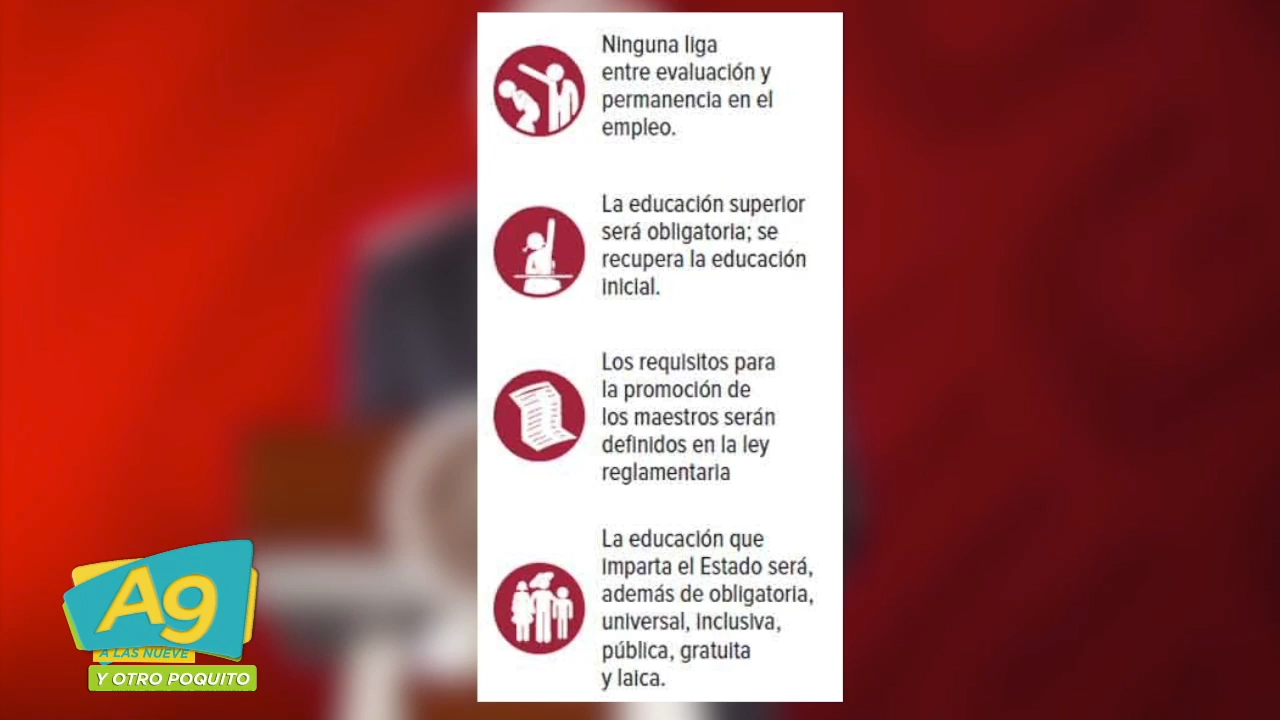 Ninguna liga
entre evaluación y
permanencia en el
empleo.
La educación superior
será obligatoria; se
recupera la educación
inicial.
Los requisitos para
la promoción de
los maestros serán
definidos en la ley
reglamentaria
La educación que
imparta el Estado será,
además de obligatoria,
universal, inclusiva,
pública, gratuita
y laica.
A9
A LAS NUEVE
Y OTRO POQUITO